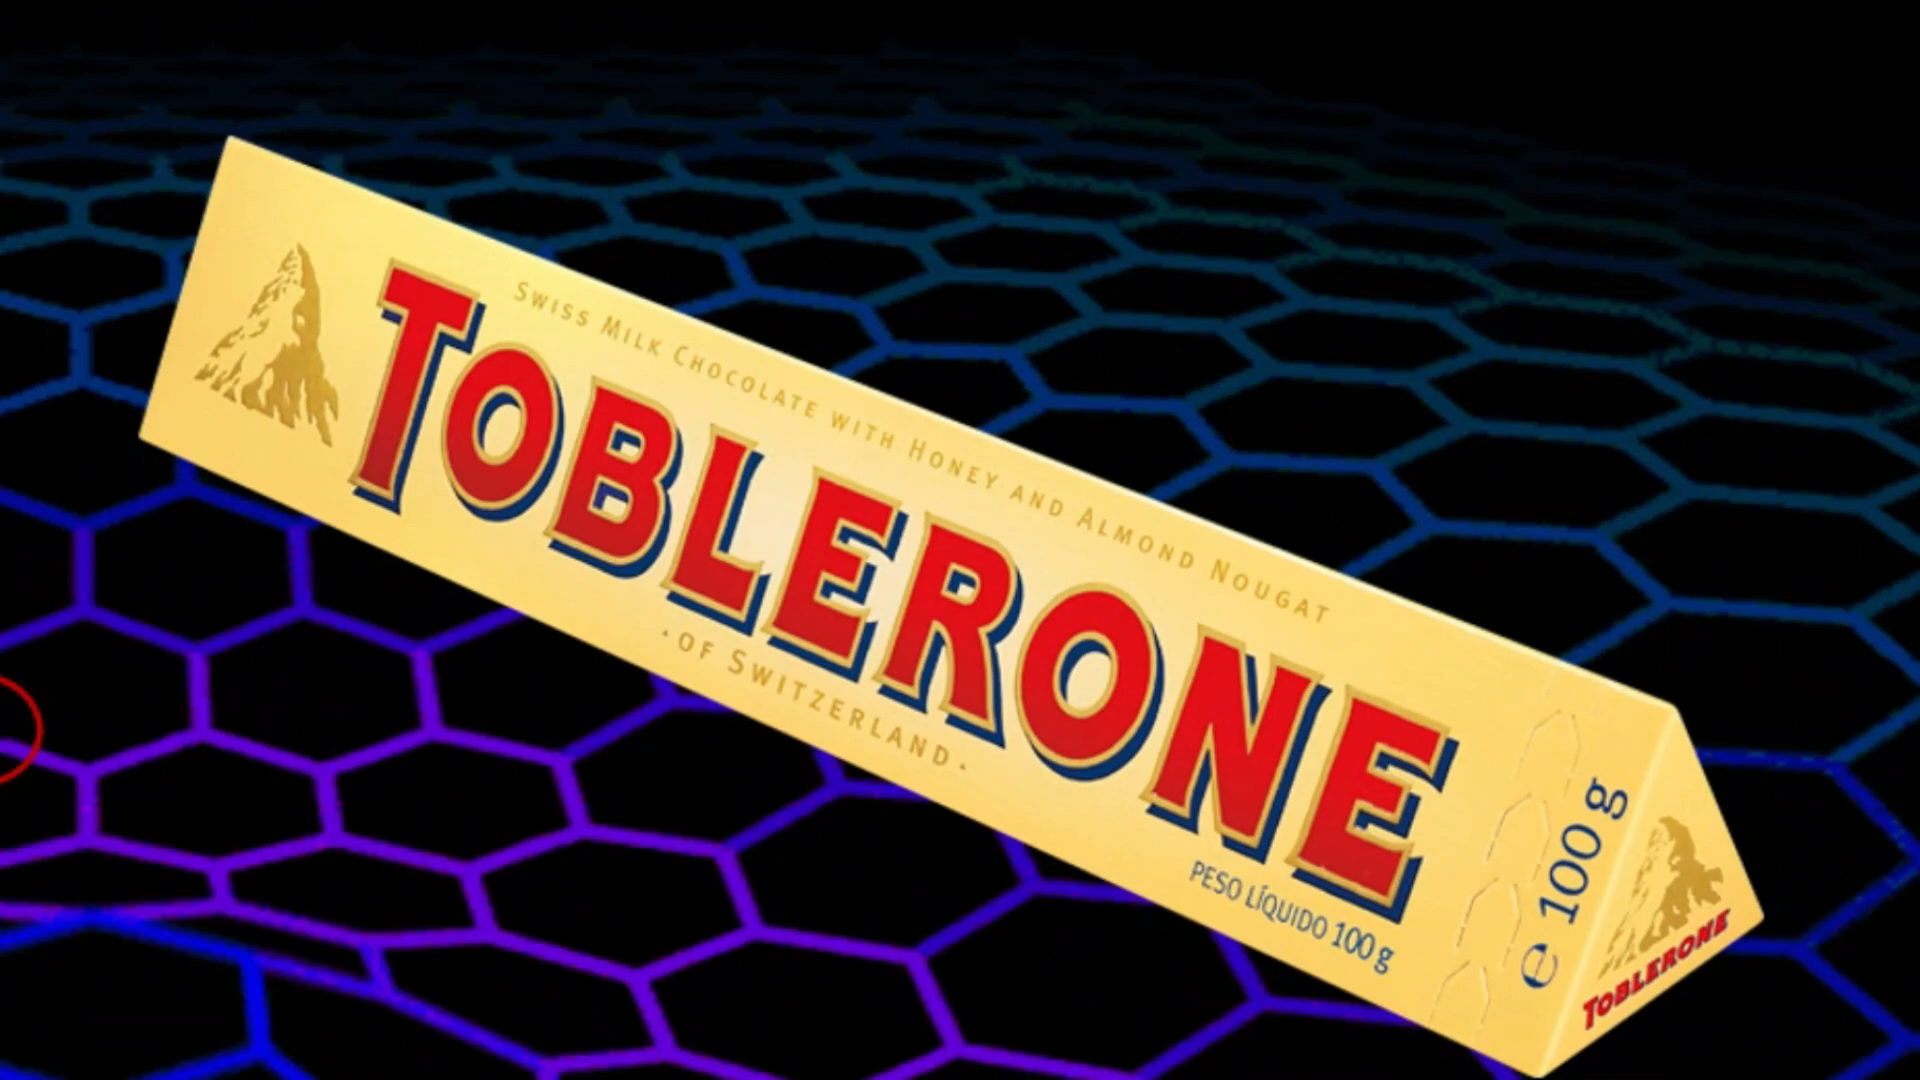 SWISS MILK CHOCOLATE WITH HONEY AND ALMOND NOUGAT
TOBLERONE
·OF SWITZERLAND·
PESO LÍQUIDO 100 g
e 100 g
TOBLERONE